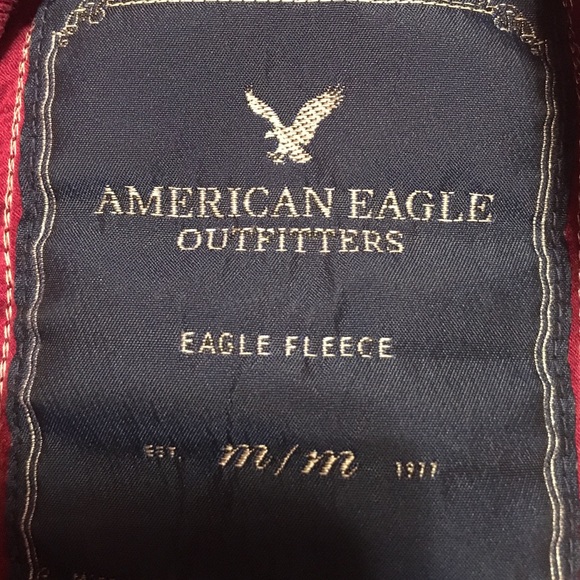 AMERICAN EAGLE
OUTFITTERS
EAGLE FLEECE
EST. m/m 1977